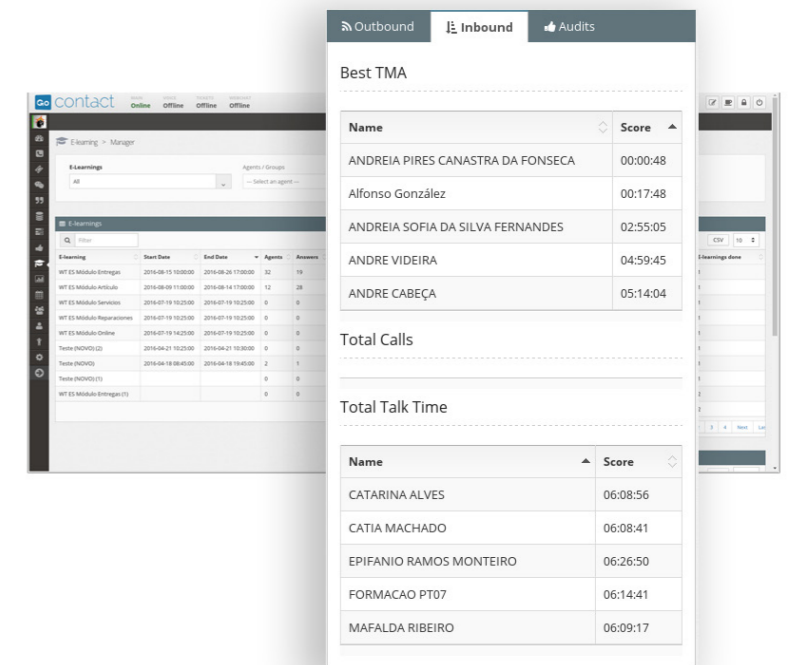 Outbound
Inbound
Audits
Best TMA
Name Score
ANDREIA PIRES CANASTRA DA FONSECA 00:00:48
Alfonso González 00:17:48
ANDREIA SOFIA DA SILVA FERNANDES 02:55:05
ANDRE VIDEIRA 04:59:45
ANDRE CABEÇA 05:14:04
Total Calls
Total Talk Time
Name Score
CATARINA ALVES 06:08:56
CATIA MACHADO 06:08:41
EPIFANIO RAMOS MONTEIRO 06:26:50
FORMACAO PT07 06:14:41
MAFALDA RIBEIRO 06:09:17
Go contact
Online Offline Offline Offline
E-learning > Manager
E-Learnings Agents / Groups
All --- Select an agent ---
E-learnings
Filter CSV 10
E-learning Start Date End Date Agents Answers E-learnings done
WT ES Módulo Entregas 2016-08-15 10:00:00 2016-08-26 17:00:00 32 19
WT ES Módulo Artículo 2016-08-09 11:00:00 2016-08-14 17:00:00 12 28
WT ES Módulo Servicios 2016-07-19 10:25:00 2016-07-19 10:25:00 0 0
WT ES Módulo Reparaciones 2016-07-19 10:25:00 2016-07-19 10:25:00 0 0
WT ES Módulo Online 2016-07-19 14:25:00 2016-07-19 10:25:00 0 0
Teste (NOVO) (2) 2016-04-21 10:25:00 2016-04-21 10:30:00 0 0
Teste (NOVO) 2016-04-18 08:45:00 2016-04-18 19:45:00 2 1
Teste (NOVO) (1) 0 0
WT ES Módulo Entregas (1) 0 0
3 4 Next